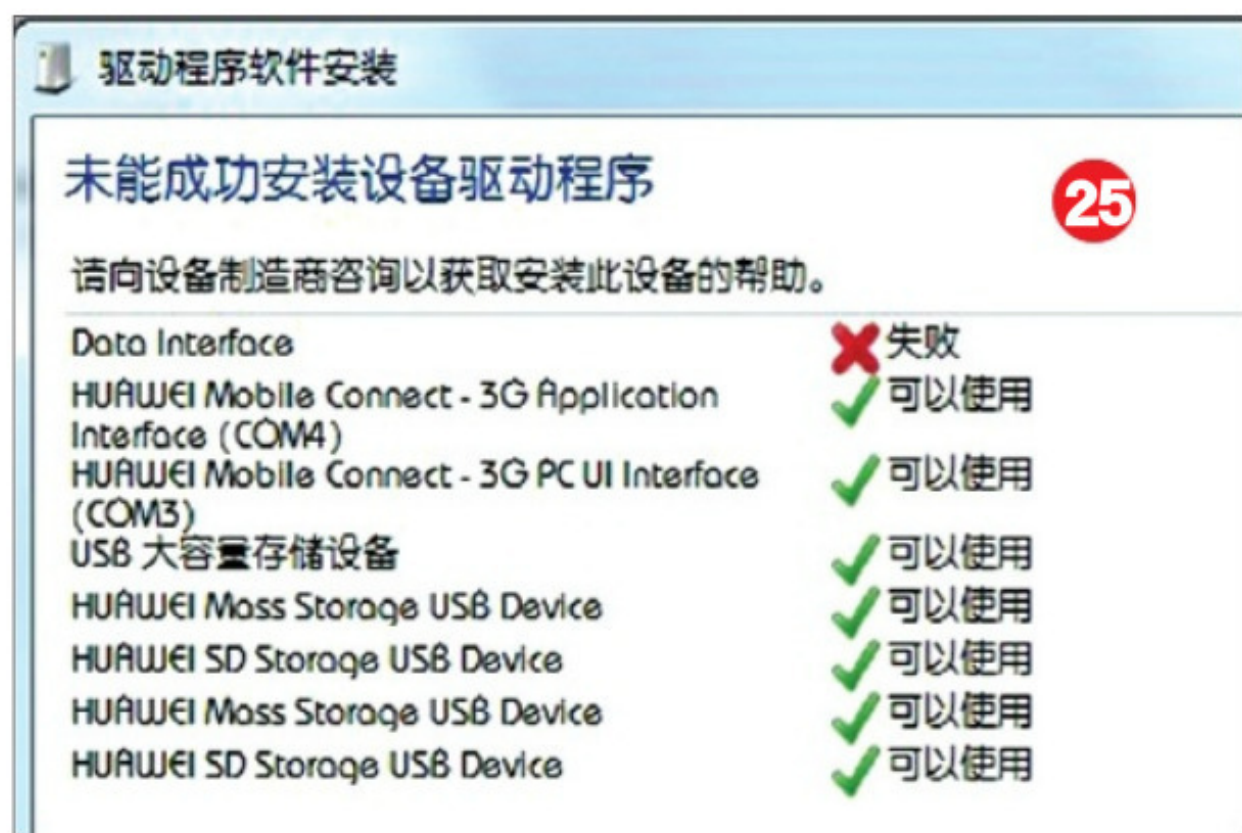 驱动程序软件安装
未能成功安装设备驱动程序
25
请向设备制造商咨询以获取安装此设备的帮助。
Data Interface 失败
HUAWEI Mobile Connect - 3G Application 可以使用
Interface (COM4)
HUAWEI Mobile Connect - 3G PC UI Interface 可以使用
(COM3)
USB 大容量存储设备 可以使用
HUAWEI Mass Storage USB Device 可以使用
HUAWEI SD Storage USB Device 可以使用
HUAWEI Mass Storage USB Device 可以使用
HUAWEI SD Storage USB Device 可以使用